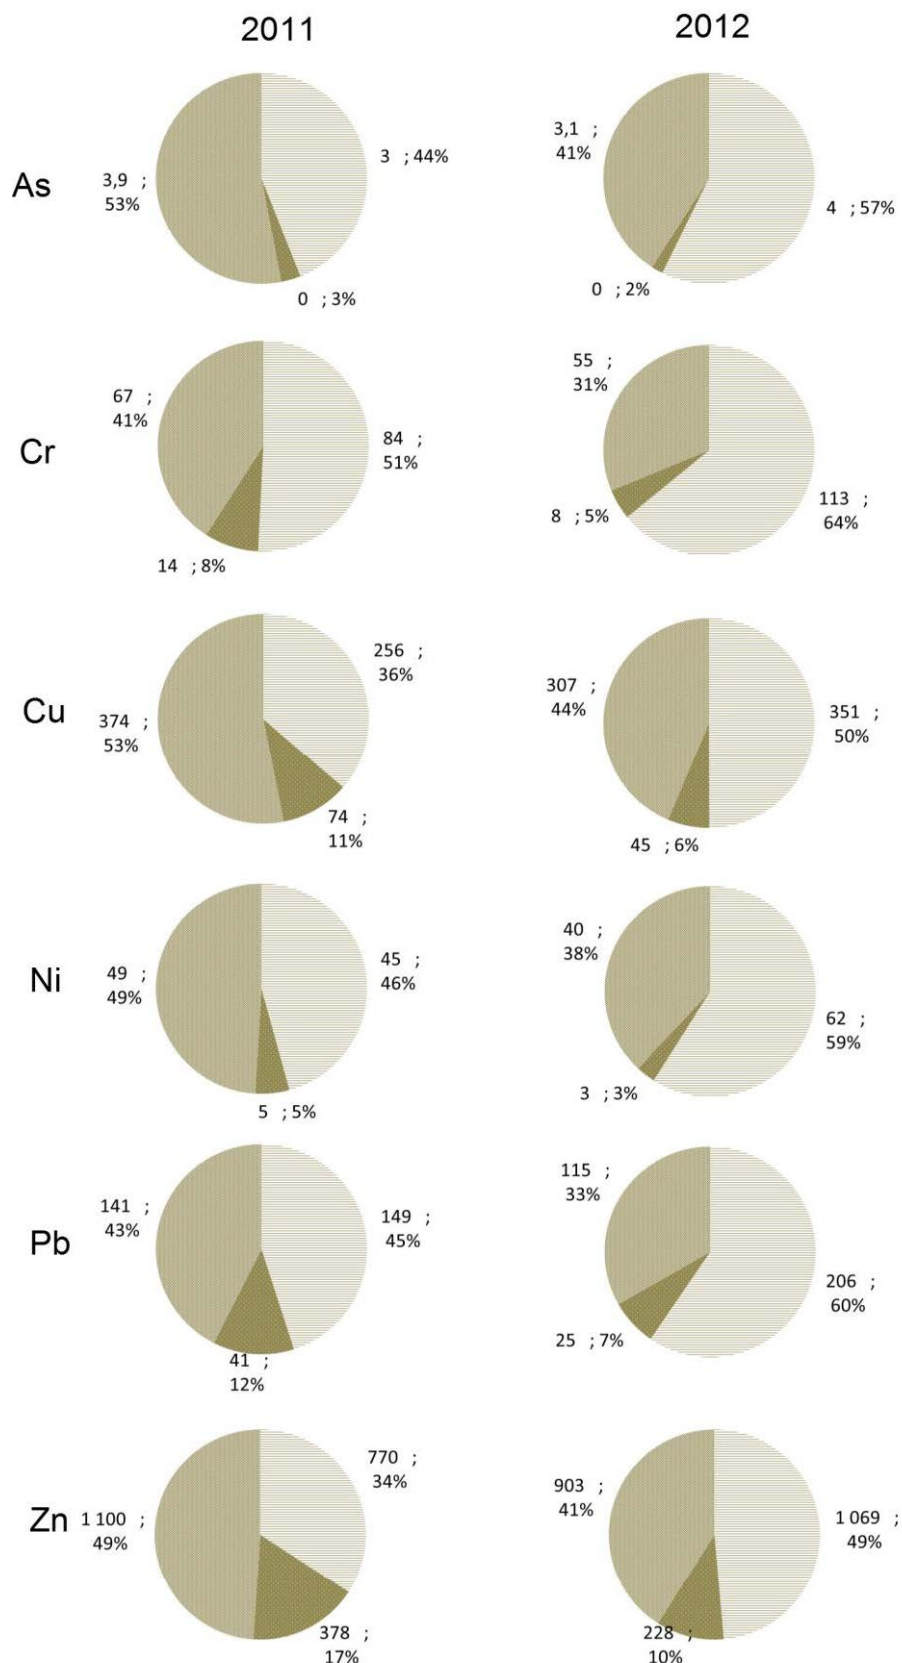 2011
2012
As
3,9 ;
53%
3 ; 44%
0 ; 3%
3,1 ;
41%
4 ; 57%
0 ; 2%
Cr
67 ;
41%
84 ;
51%
14 ; 8%
55 ;
31%
113 ;
64%
8 ; 5%
Cu
374 ;
53%
256 ;
36%
74 ;
11%
307 ;
44%
351 ;
50%
45 ; 6%
Ni
49 ;
49%
45 ;
46%
5 ; 5%
40 ;
38%
62 ;
59%
3 ; 3%
Pb
141 ;
43%
149 ;
45%
41 ;
12%
115 ;
33%
206 ;
60%
25 ; 7%
Zn
1 100 ;
49%
770 ;
34%
378 ;
17%
903 ;
41%
1 069 ;
49%
228 ;
10%